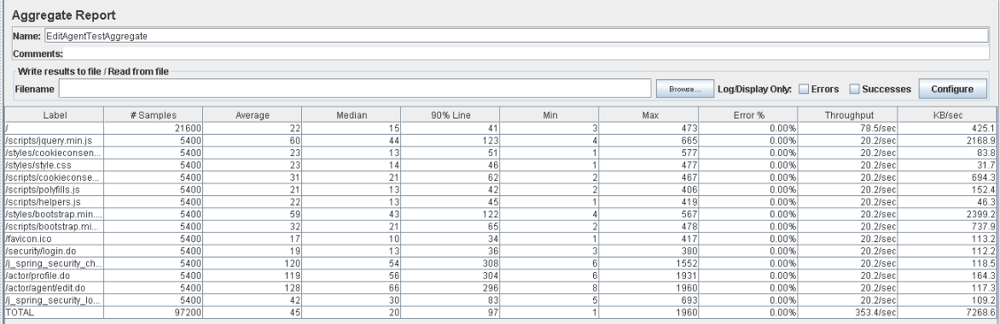 Aggregate Report
Name: EditAgentTestAggregate
Comments:
Write results to file / Read from file
Filename Browse... Log/Display Only: Errors Successes Configure
Label # Samples Average Median 90% Line Min Max Error % Throughput KB/sec
/ 21600 22 15 41 3 473 0.00% 78.5/sec 425.1
/scripts/jquery.min.js 5400 60 44 123 4 665 0.00% 20.2/sec 2168.9
/styles/cookieconsen... 5400 23 13 51 1 577 0.00% 20.2/sec 83.8
/styles/style.css 5400 23 14 46 1 477 0.00% 20.2/sec 31.7
/scripts/cookieconse... 5400 31 21 62 2 467 0.00% 20.2/sec 694.3
/scripts/polyfills.js 5400 21 13 42 2 406 0.00% 20.2/sec 152.4
/scripts/helpers.js 5400 22 13 45 1 419 0.00% 20.2/sec 46.3
/styles/bootstrap.min.... 5400 59 43 122 4 567 0.00% 20.2/sec 2399.2
/scripts/bootstrap.mi... 5400 32 21 65 2 478 0.00% 20.2/sec 737.9
/favicon.ico 5400 17 10 34 1 417 0.00% 20.2/sec 113.2
/security/login.do 5400 19 13 36 3 380 0.00% 20.2/sec 112.2
/j_spring_security_ch... 5400 120 54 308 6 1552 0.00% 20.2/sec 118.5
/actor/profile.do 5400 119 56 304 6 1931 0.00% 20.2/sec 164.3
/actor/agent/edit.do 5400 128 66 296 8 1960 0.00% 20.2/sec 117.3
/j_spring_security_lo... 5400 42 30 83 5 693 0.00% 20.2/sec 109.2
TOTAL 97200 45 20 97 1 1960 0.00% 353.4/sec 7268.6